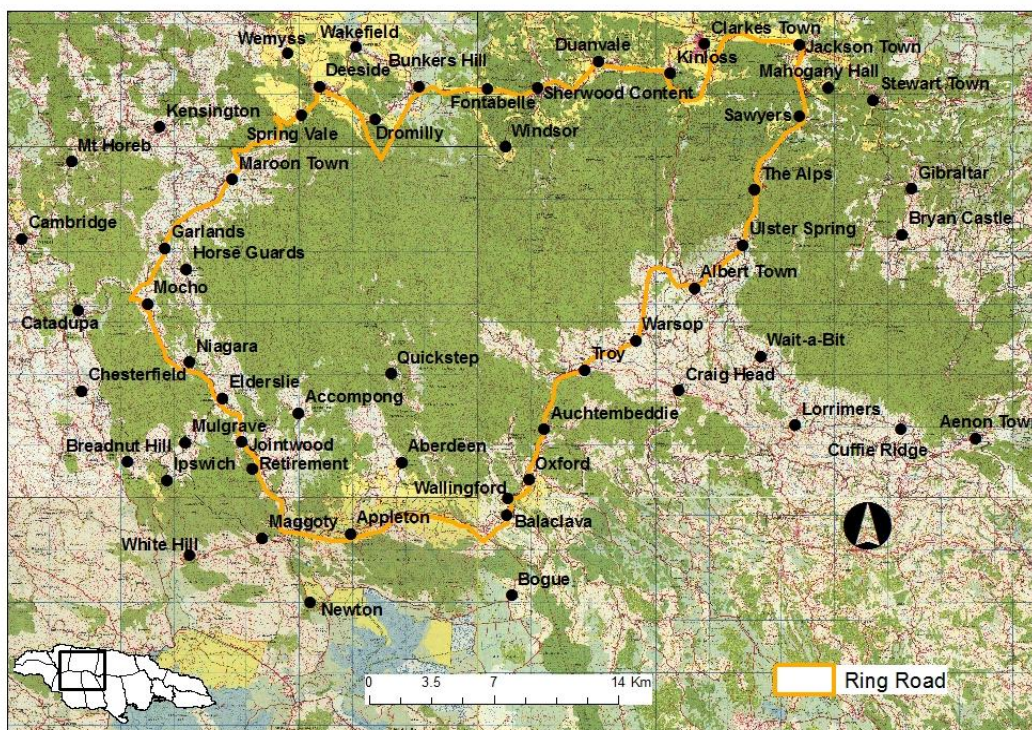 Clarkes Town
Wemyss
Wakefield
Duanvale
Jackson Town
Deeside
Bunkers Hill
Kinloss
Mahogany Hall
Stewart Town
Kensington
Fontabelle
Sherwood Content
Spring Vale
Dromilly
Sawyers
Windsor
Mt Horeb
Maroon Town
The Alps
Gibraltar
Cambridge
Garlands
Ulster Spring
Bryan Castle
Horse Guards
Albert Town
Mocho
Catadupa
Warsop
Niagara
Quickstep
Troy
Wait-a-Bit
Chesterfield
Elderslie
Accompong
Craig Head
Mulgrave
Auchtembeddie
Lorrimers
Aenon Town
Breadnut Hill
Jointwood
Aberdeen
Cuffie Ridge
Ipswich
Retirement
Oxford
Wallingford
Maggoty
Appleton
Balaclava
White Hill
Bogue
Newton
0 3.5 7 14 Km
Ring Road